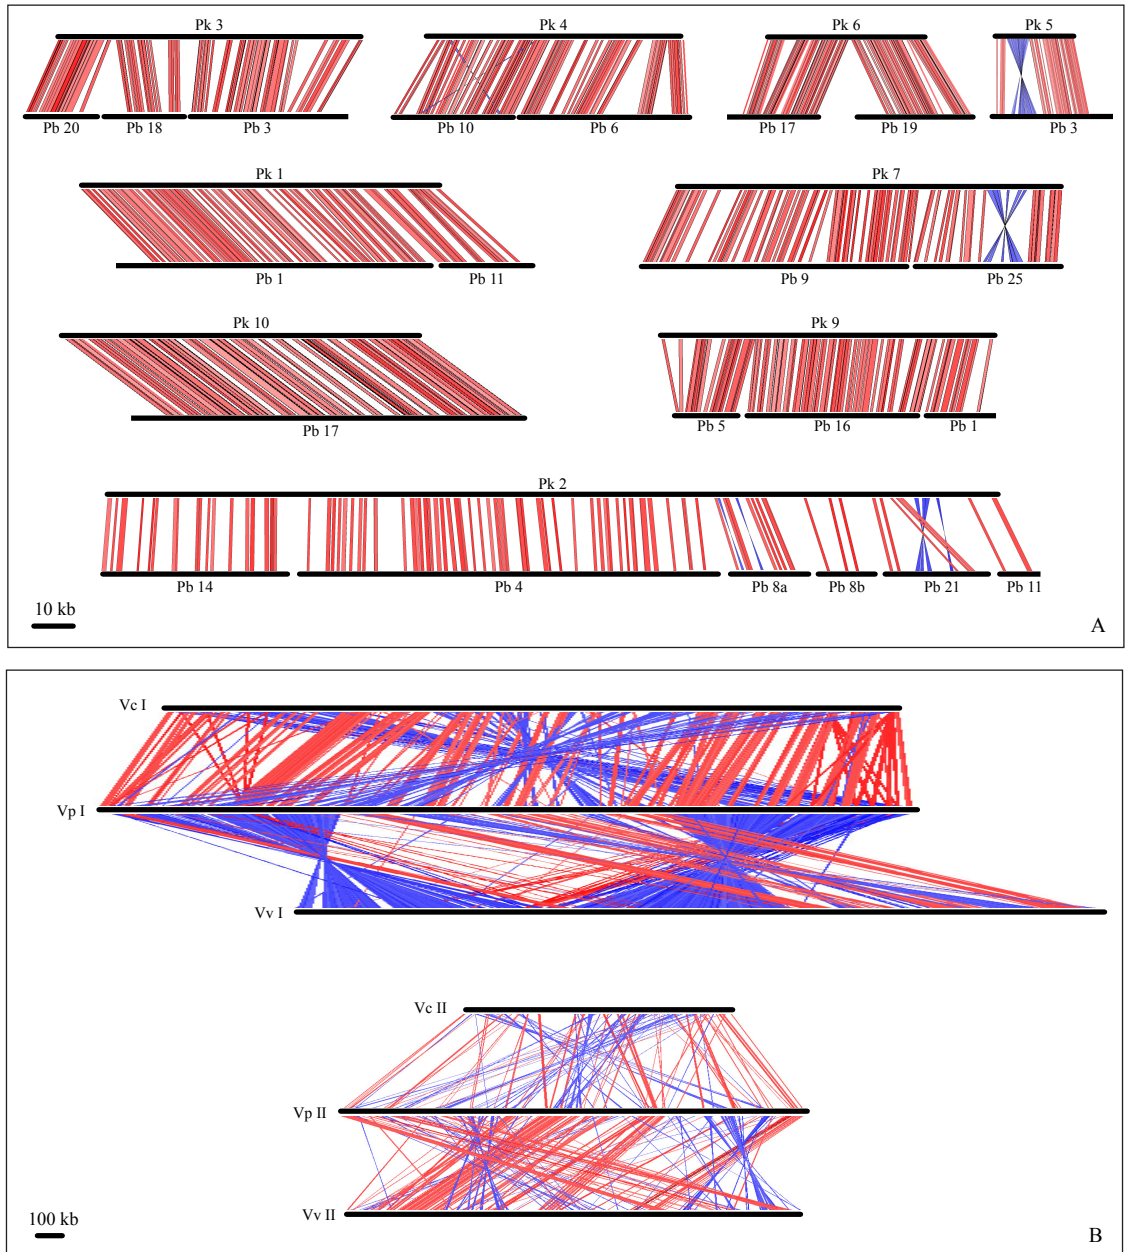 Pk 3
Pk 4
Pk 6
Pk 5
Pb 20
Pb 18
Pb 3
Pb 10
Pb 6
Pb 17
Pb 19
Pb 3
Pk 1
Pk 7
Pb 1
Pb 11
Pb 9
Pb 25
Pk 10
Pk 9
Pb 17
Pb 5
Pb 16
Pb 1
Pk 2
Pb 14
Pb 4
Pb 8a
Pb 8b
Pb 21
Pb 11
10 kb
A
Vc I
Vp I
Vv I
Vc II
Vp II
Vv II
100 kb
B